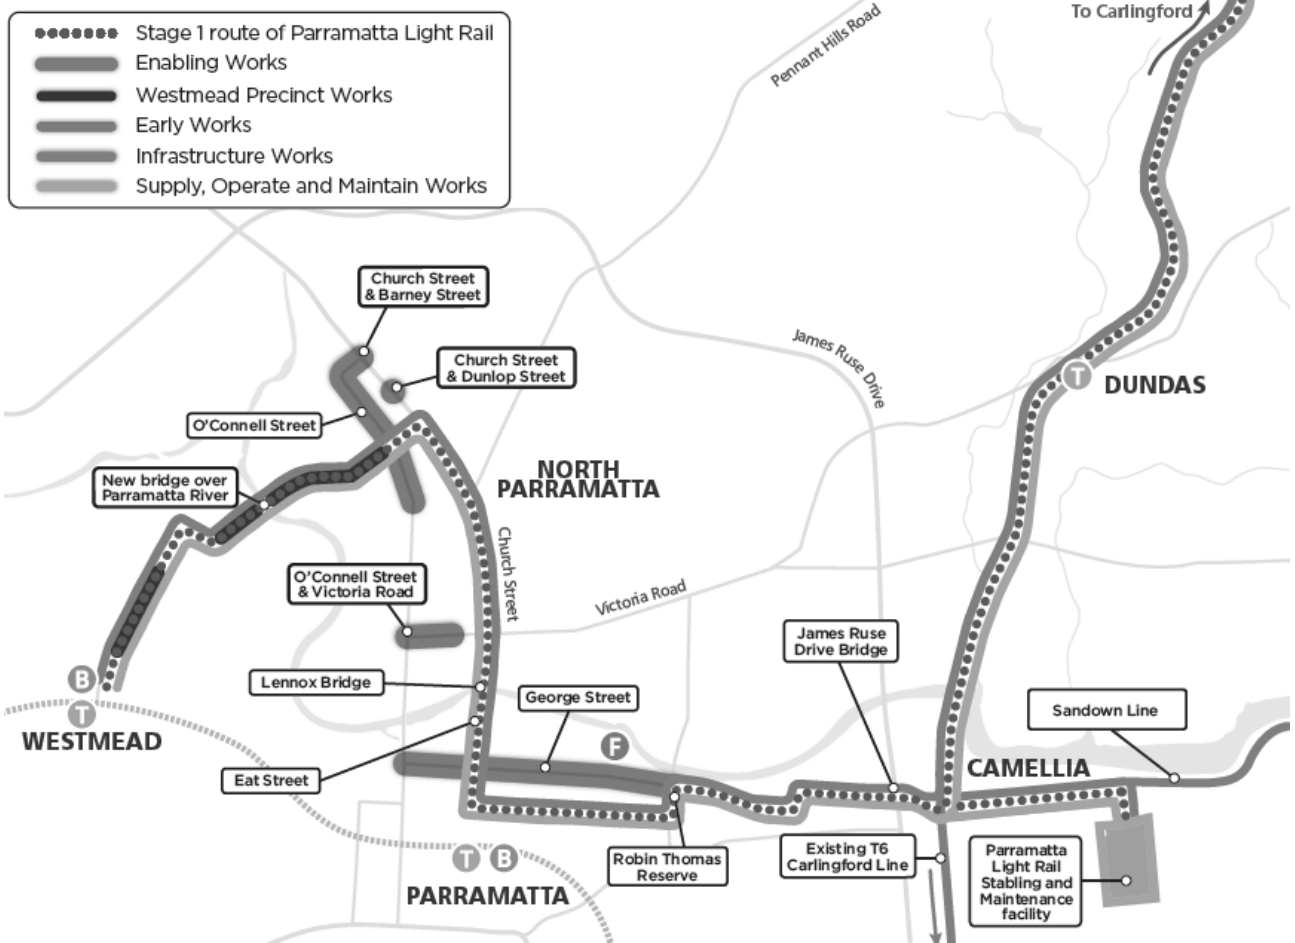 Stage 1 route of Parramatta Light Rail
Enabling Works
Westmead Precinct Works
Early Works
Infrastructure Works
Supply, Operate and Maintain Works
To Carlingford
Pennant Hills Road
Church Street
& Barney Street
Church Street
& Dunlop Street
James Ruse Drive
T
DUNDAS
O'Connell Street
New bridge over
Parramatta River
NORTH
PARRAMATTA
Church Street
O'Connell Street
& Victoria Road
Victoria Road
James Ruse
Drive Bridge
B
T
WESTMEAD
Lennox Bridge
George Street
F
Sandown Line
Eat Street
CAMELLIA
T
B
PARRAMATTA
Robin Thomas
Reserve
Existing T6
Carlingford Line
Parramatta
Light Rail
Stabling and
Maintenance
facility